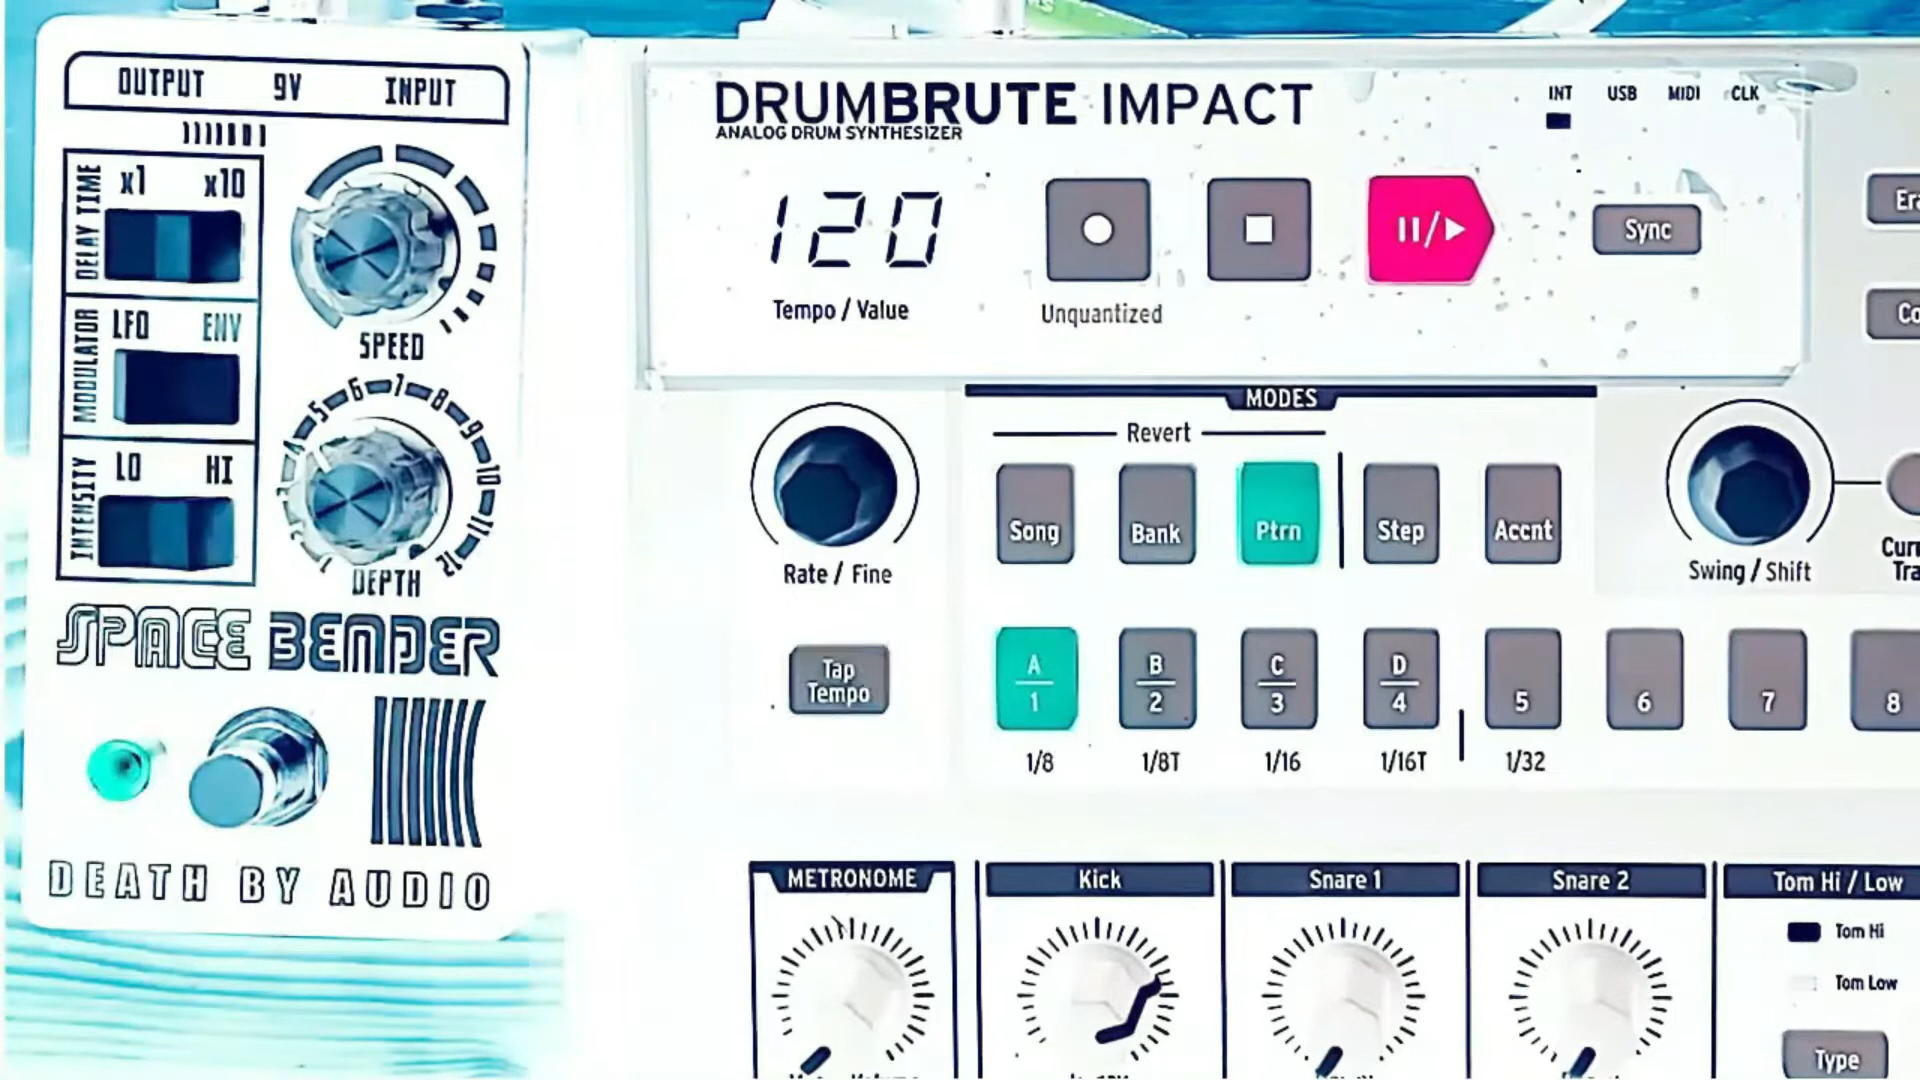 OUTPUT 9V INPUT
DELAY TIME
x1 x10
SPEED
MODULATOR
LFO ENV
5 6 7 8 9 10 11 12
INTENSITY
LO HI
DEPTH
SPACE BENDER
DEATH BY AUDIO
DRUMBRUTE IMPACT
ANALOG DRUM SYNTHESIZER
INT USB MIDI CLK
120
Tempo / Value
Unquantized
Sync
MODES
Revert
Song Bank Ptrn Step Accnt
Rate / Fine
Swing / Shift
Tap
Tempo
A B C D
1 2 3 4 5 6 7 8
1/8 1/8T 1/16 1/16T 1/32
METRONOME Kick Snare 1 Snare 2 Tom Hi / Low
Tom Hi
Tom Low
Type